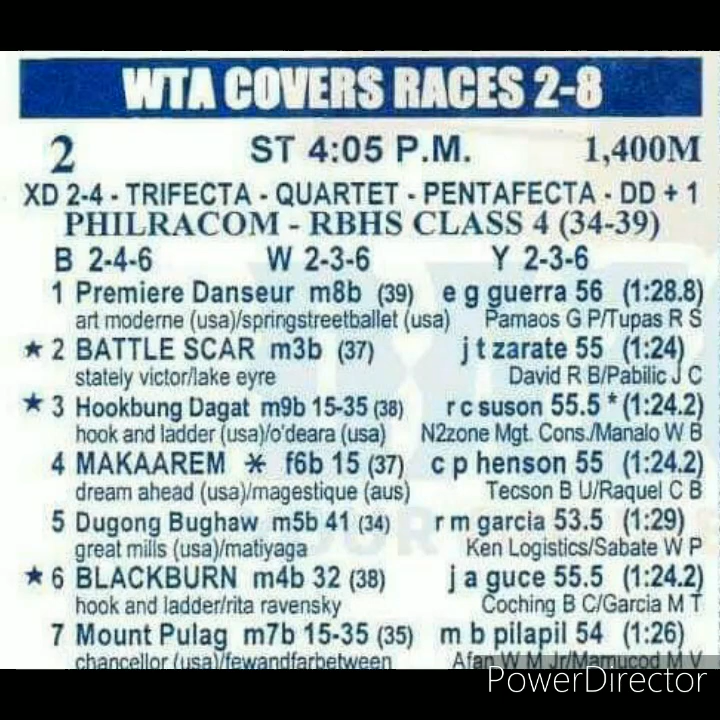 WTA COVERS RACES 2-8
2 ST 4:05 P.M. 1,400M
XD 2-4 - TRIFECTA - QUARTET - PENTAFECTA - DD + 1
PHILRACOM - RBHS CLASS 4 (34-39)
B 2-4-6 W 2-3-6 Y 2-3-6
1 Premiere Danseur m8b (39) e g guerra 56 (1:28.8)
art moderne (usa)/springstreetballet (usa) Pamaos G P/Tupas R S
★ 2 BATTLE SCAR m3b (37) j t zarate 55 (1:24)
stately victor/lake eyre David R B/Pabilic J C
★ 3 Hookbung Dagat m9b 15-35 (38) r c suson 55.5 * (1:24.2)
hook and ladder (usa)/o'deara (usa) N2zone Mgt. Cons./Manalo W B
4 MAKAAREM * f6b 15 (37) c p henson 55 (1:24.2)
dream ahead (usa)/magestique (aus) Tecson B U/Raquel C B
5 Dugong Bughaw m5b 41 (34) r m garcia 53.5 (1:29)
great mills (usa)/matiyaga Ken Logistics/Sabate W P
★ 6 BLACKBURN m4b 32 (38) j a guce 55.5 (1:24.2)
hook and ladder/rita ravensky Coching B C/Garcia M T
7 Mount Pulag m7b 15-35 (35) m b pilapil 54 (1:26)
chancellor (usa)/fewandfarbetween Afan W M Jr/Mamucod M V
PowerDirector